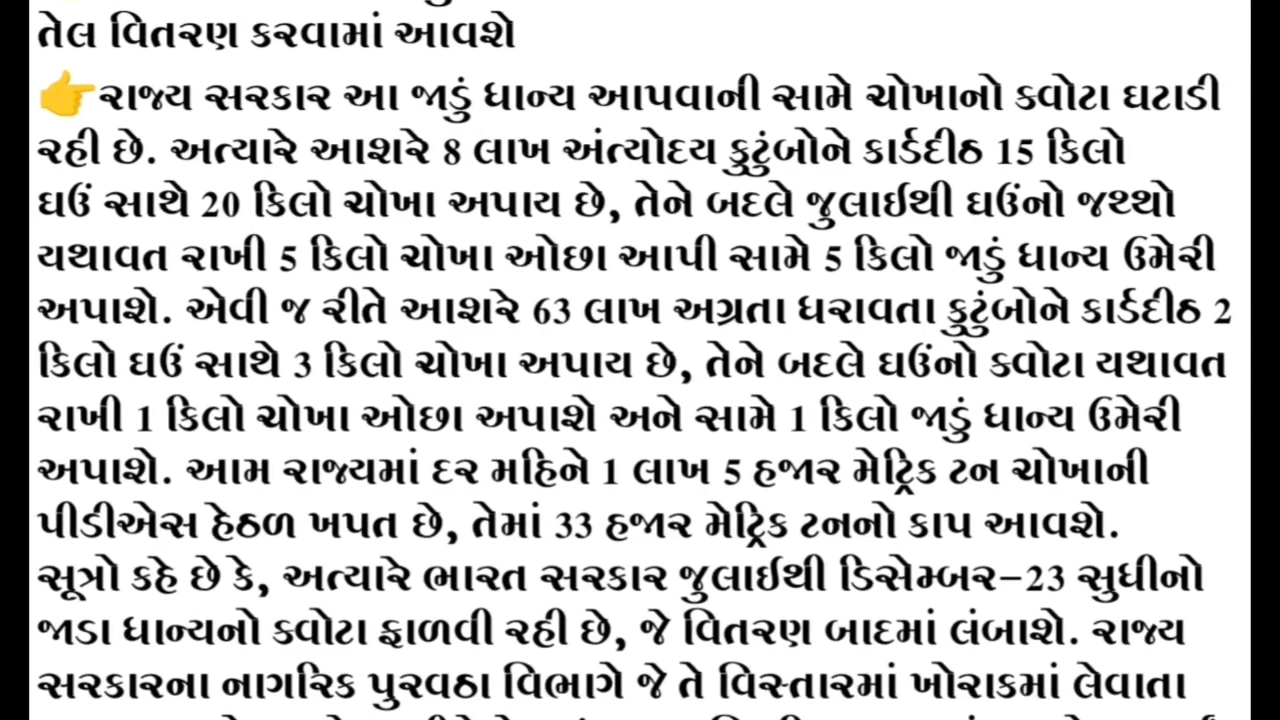 તેલ વિતરણ કરવામાં આવશે
👉રાજ્ય સરકાર આ જાડું ધાન્ય આપવાની સામે ચોખાનો ક્વોટા ઘટાડી
રહી છે. અત્યારે આશરે 8 લાખ અંત્યોદય કુટુંબોને કાર્ડદીઠ 15 કિલો
ઘઉં સાથે 20 કિલો ચોખા અપાય છે, તેને બદલે જુલાઈથી ઘઉંનો જથ્થો
યથાવત રાખી 5 કિલો ચોખા ઓછા આપી સામે 5 કિલો જાડું ધાન્ય ઉમેરી
અપાશે. એવી જ રીતે આશરે 63 લાખ અગ્રતા ધરાવતા કુટુંબોને કાર્ડદીઠ 2
કિલો ઘઉં સાથે 3 કિલો ચોખા અપાય છે, તેને બદલે ઘઉંનો ક્વોટા યથાવત
રાખી 1 કિલો ચોખા ઓછા અપાશે અને સામે 1 કિલો જાડું ધાન્ય ઉમેરી
અપાશે. આમ રાજ્યમાં દર મહિને 1 લાખ 5 હજાર મેટ્રિક ટન ચોખાની
પીડીએસ હેઠળ ખપત છે, તેમાં 33 હજાર મેટ્રિક ટનનો કાપ આવશે.
સૂત્રો કહે છે કે, અત્યારે ભારત સરકાર જુલાઈથી ડિસેમ્બર-23 સુધીનો
જાડા ધાન્યનો ક્વોટા ફાળવી રહી છે, જે વિતરણ બાદમાં લંબાશે. રાજ્ય
સરકારના નાગરિક પુરવઠા વિભાગે જે તે વિસ્તારમાં ખોરાકમાં લેવાતા